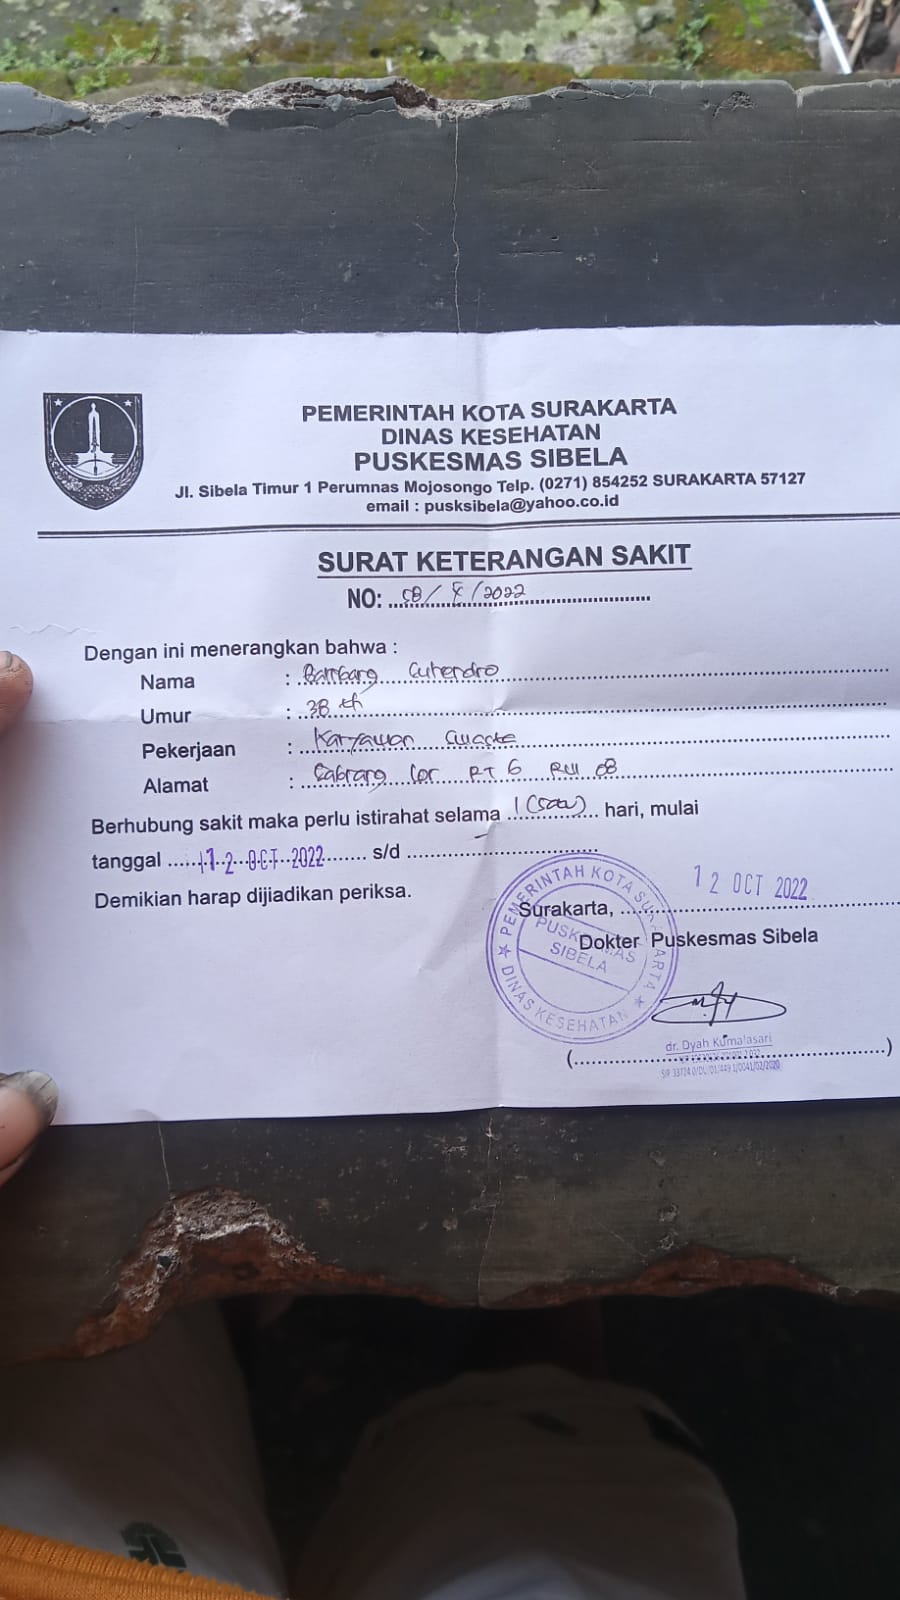 PEMERINTAH KOTA SURAKARTA
DINAS KESEHATAN
PUSKESMAS SIBELA
Jl. Sibela Timur 1 Perumnas Mojosongo Telp. (0271) 854252 SURAKARTA 57127
email : pusksibela@yahoo.co.id
SURAT KETERANGAN SAKIT
NO: 58/ X /2022
Dengan ini menerangkan bahwa :
Nama : Bambang Suhendro
Umur : 38 th
Pekerjaan : Karyawan Swasta
Alamat : RT 6 RW 08
Berhubung sakit maka perlu istirahat selama 1 (satu) hari, mulai
tanggal 12 OCT 2022 s/d
Demikian harap dijiadikan periksa.
Surakarta, 12 OCT 2022
Dokter Puskesmas Sibela
PEMERINTAH KOTA SURAKARTA
DINAS KESEHATAN
PUSKESMAS
SIBELA
dr. Dyah Kumalasari